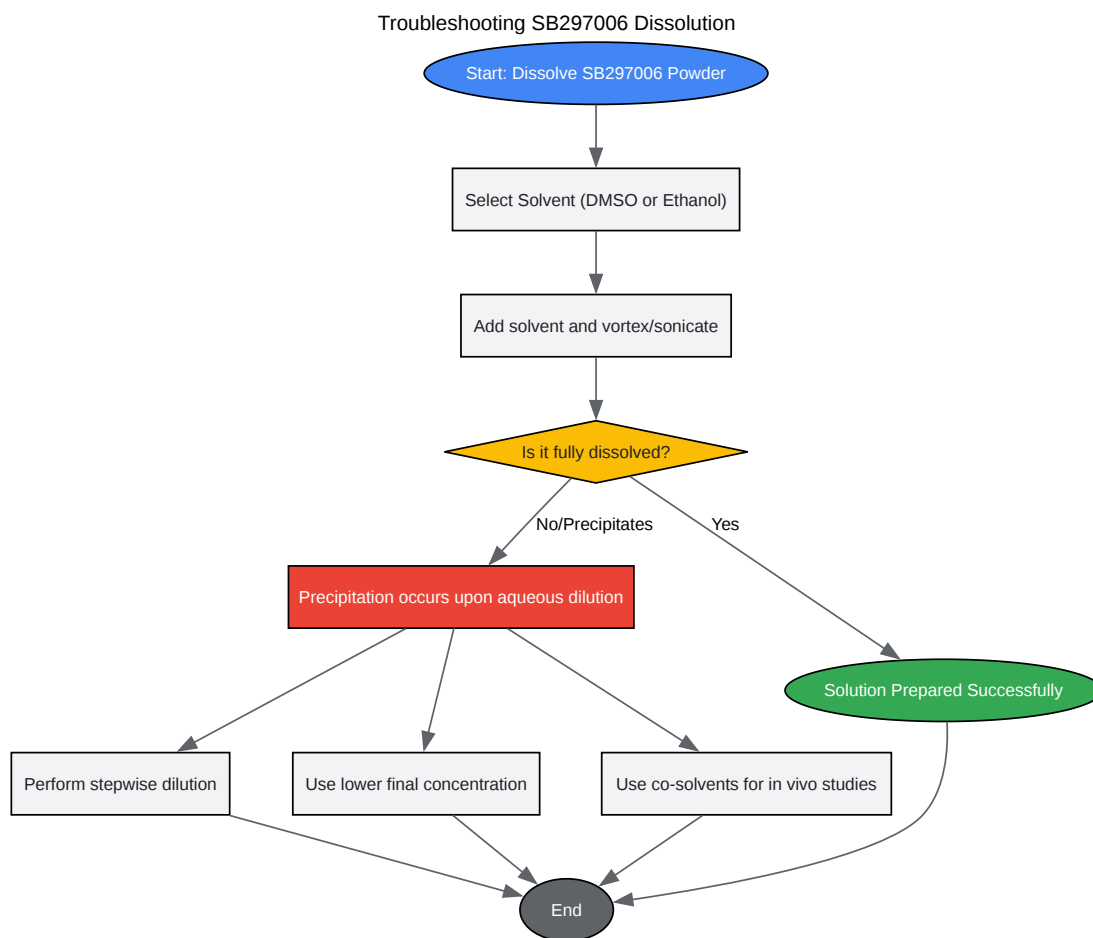 Troubleshooting SB297006 Dissolution
Start: Dissolve SB297006 Powder
Select Solvent (DMSO or Ethanol)
Add solvent and vortex/sonicate
Is it fully dissolved?
No/Precipitates
Yes
Precipitation occurs upon aqueous dilution
Solution Prepared Successfully
Perform stepwise dilution
Use lower final concentration
Use co-solvents for in vivo studies
End